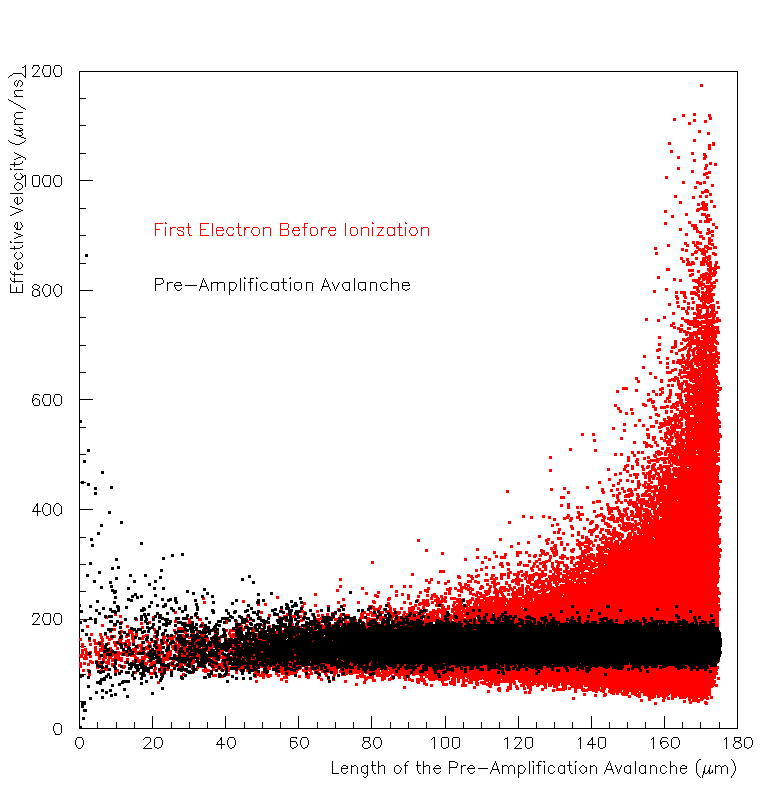 Effective Velocity (μm/ns)
1200
1000
800
600
400
200
0
First Electron Before Ionization
Pre-Amplification Avalanche
0 20 40 60 80 100 120 140 160 180
Length of the Pre-Amplification Avalanche (μm)